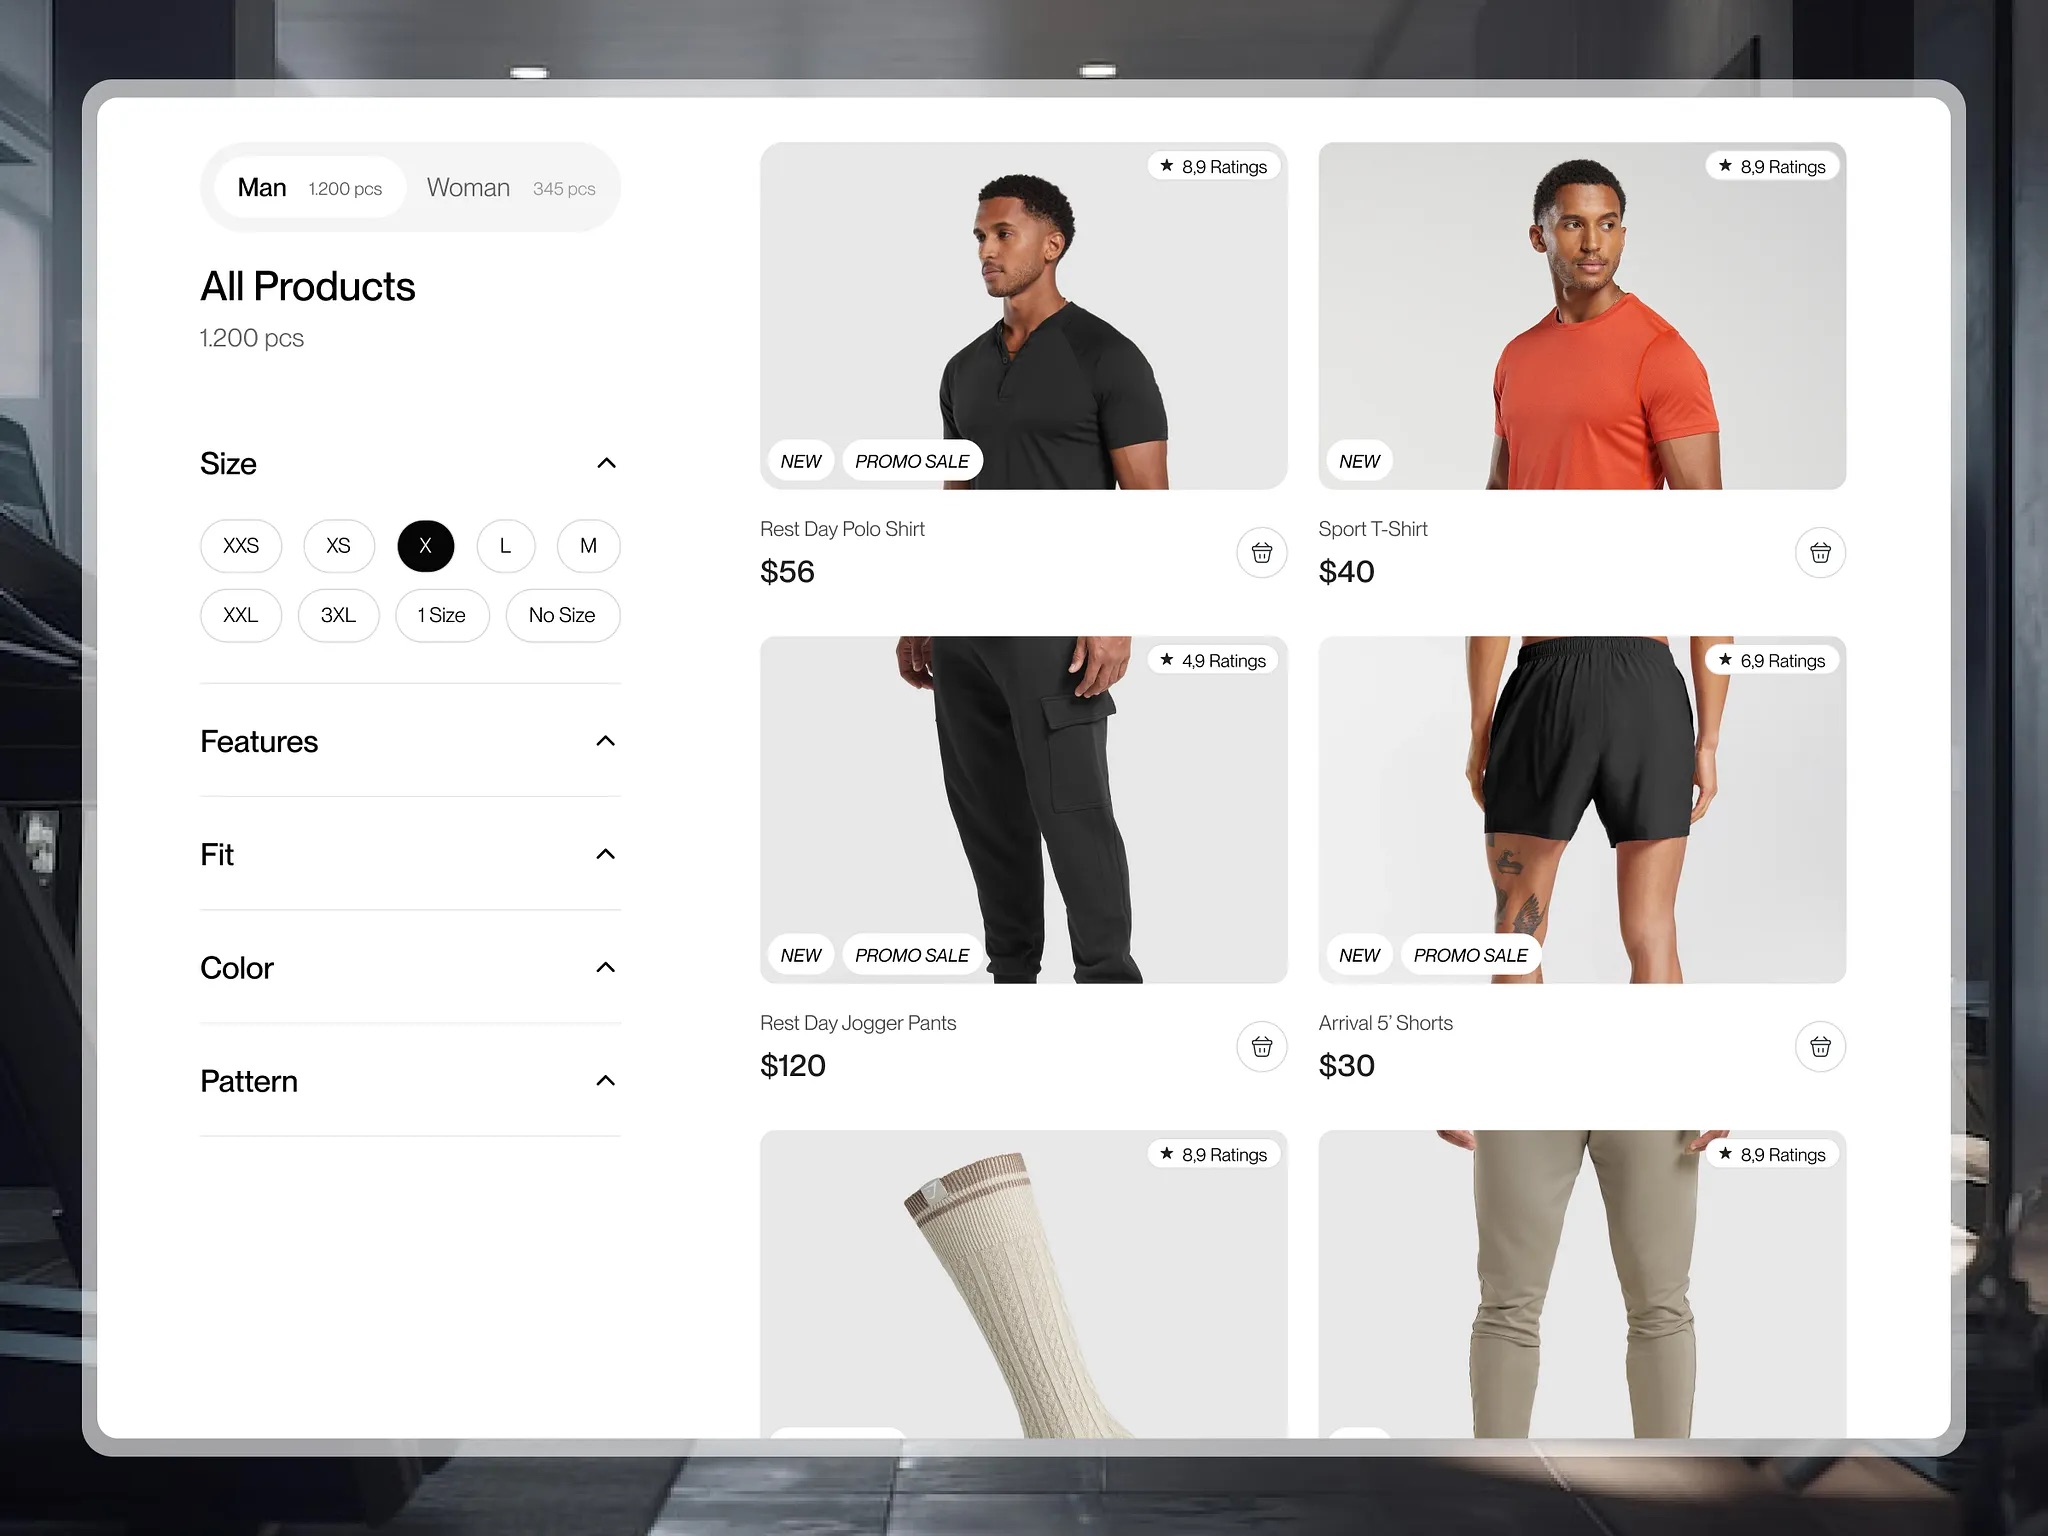 Man 1.200 pcs Woman 345 pcs
All Products
1.200 pcs
Size
XXS XS X L M
XXL 3XL 1 Size No Size
Features
Fit
Color
Pattern
★ 8,9 Ratings
NEW PROMO SALE
Rest Day Polo Shirt
$56
★ 8,9 Ratings
NEW
Sport T-Shirt
$40
★ 4,9 Ratings
NEW PROMO SALE
Rest Day Jogger Pants
$120
★ 6,9 Ratings
NEW PROMO SALE
Arrival 5’ Shorts
$30
★ 8,9 Ratings
★ 8,9 Ratings